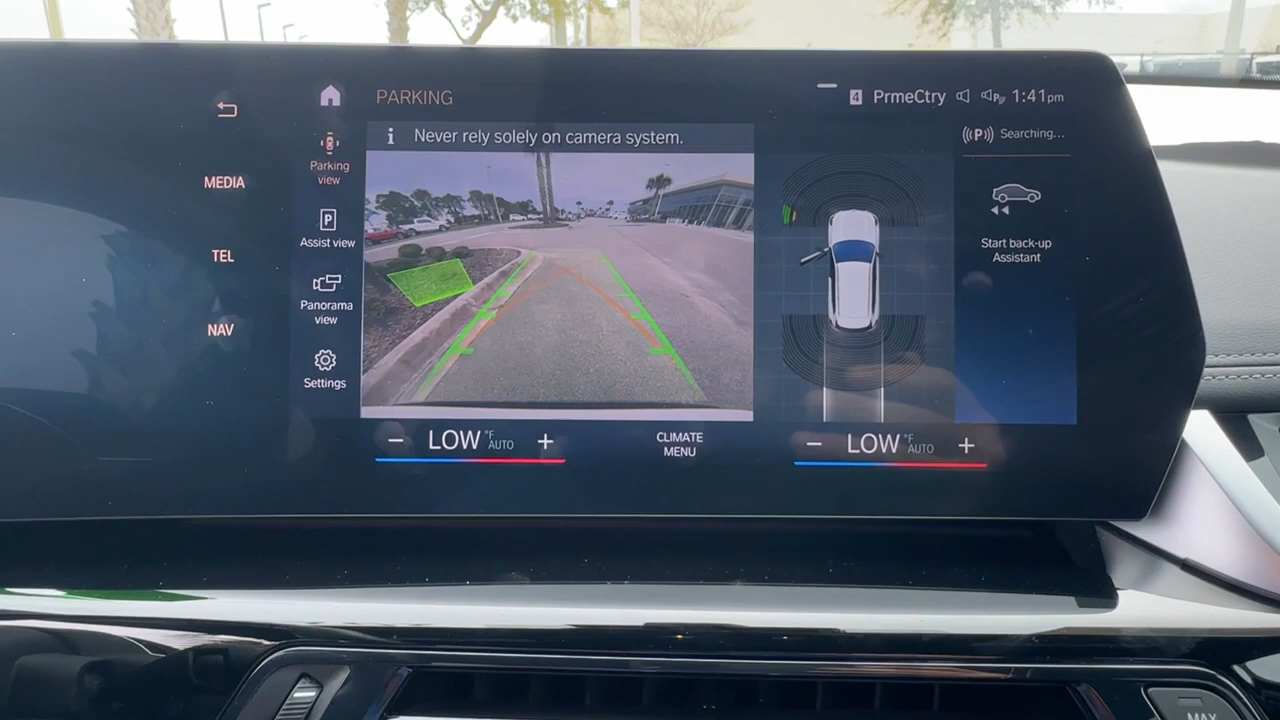 PARKING
4 PrmeCtry 1:41pm
i Never rely solely on camera system.
((P)) Searching...
Parking
view
MEDIA
P
Assist view
Start back-up
Assistant
TEL
Panorama
view
NAV
Settings
− LOW °F AUTO +
CLIMATE
MENU
− LOW °F AUTO +
MAX